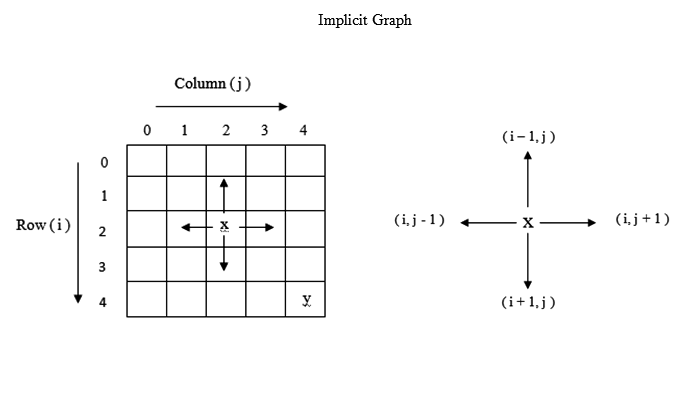 Implicit Graph
Column (j)
0 1 2 3 4
Row (i)
0
1
2
3
4
x
y
(i-1,j)
(i,j-1) X (i,j+1)
(i+1,j)